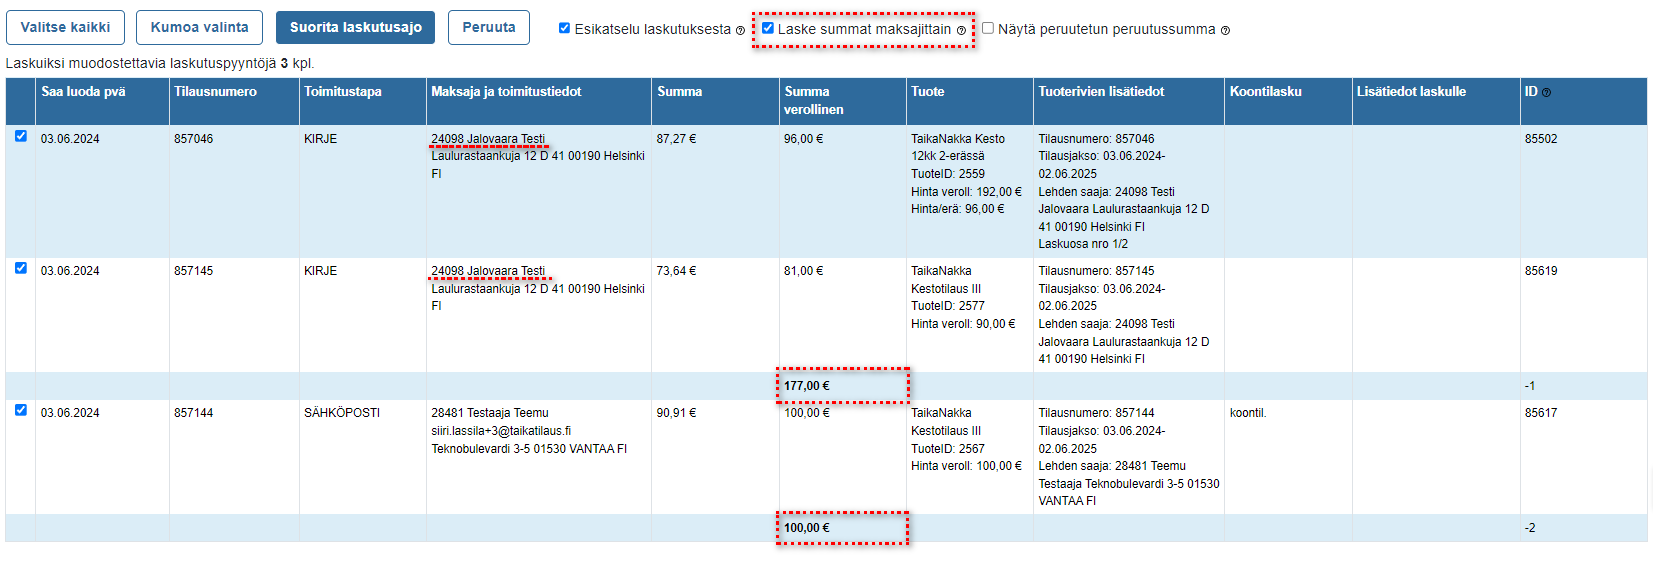 Valitse kaikki Kumoa valinta Suorita laskutusajo Peruuta Esikatselu laskutuksesta Laske summat maksajittain Näytä peruutetun peruutussumma
Laskuiksi muodostettavia laskutuspyyntöjä 3 kpl.
Saa luoda pvä Tilausnumero Toimitustapa Maksaja ja toimitustiedot Summa Summa verollinen Tuote Tuoterivien lisätiedot Koontilasku Lisätiedot laskulle ID
03.06.2024 857046 KIRJE
24098 Jalovaara Testi
Laulurastaankuja 12 D 41 00190 Helsinki
FI
87,27 € 96,00 €
TaikaNakka Kesto
12kk 2-erässä
TuoteID: 2559
Hinta veroll: 192,00 €
Hinta/erä: 96,00 €
Tilausnumero: 857046
Tilausjakso: 03.06.2024-
02.06.2025
Lehden saaja: 24098 Testi
Jalovaara Laulurastaankuja 12 D
41 00190 Helsinki FI
Laskuosa nro 1/2
85502
03.06.2024 857145 KIRJE
24098 Jalovaara Testi
Laulurastaankuja 12 D 41 00190 Helsinki
FI
73,64 € 81,00 €
TaikaNakka
Kestotilaus III
TuoteID: 2577
Hinta veroll: 90,00 €
Tilausnumero: 857145
Tilausjakso: 03.06.2024-
02.06.2025
Lehden saaja: 24098 Testi
Jalovaara Laulurastaankuja 12 D
41 00190 Helsinki FI
85619
177,00 € -1
03.06.2024 857144 SÄHKÖPOSTI
28481 Testaaja Teemu
siiri.lassila+3@taikatilaus.fi
Teknobulevardi 3-5 01530 VANTAA FI
90,91 € 100,00 €
TaikaNakka
Kestotilaus III
TuoteID: 2567
Hinta veroll: 100,00 €
Tilausnumero: 857144
Tilausjakso: 03.06.2024-
02.06.2025
Lehden saaja: 28481 Teemu
Testaaja Teknobulevardi 3-5 01530
VANTAA FI
koontil.
85617
100,00 € -2